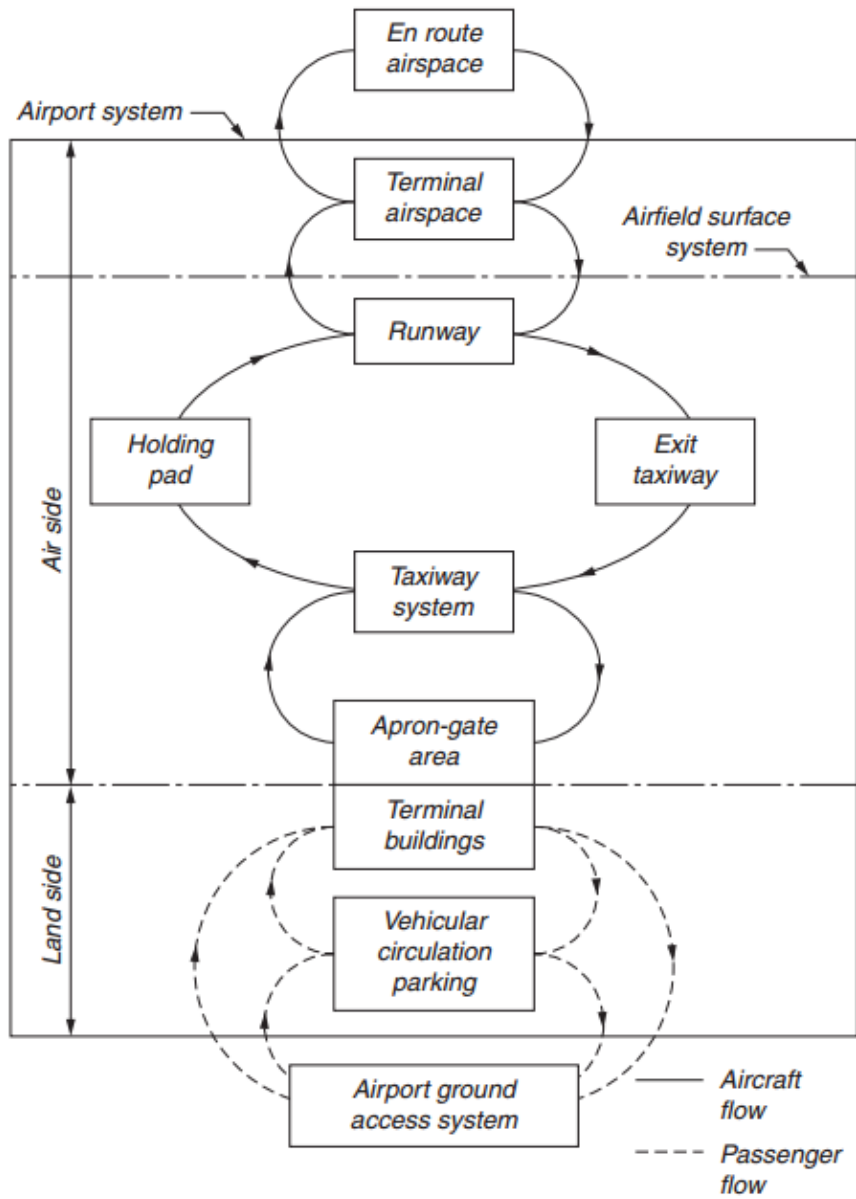 En route
airspace
Airport system
Terminal
airspace
Airfield surface
system
Runway
Holding
pad
Exit
taxiway
Air side
Taxiway
system
Apron-gate
area
Terminal
buildings
Land side
Vehicular
circulation
parking
Airport ground
access system
Aircraft
flow
Passenger
flow